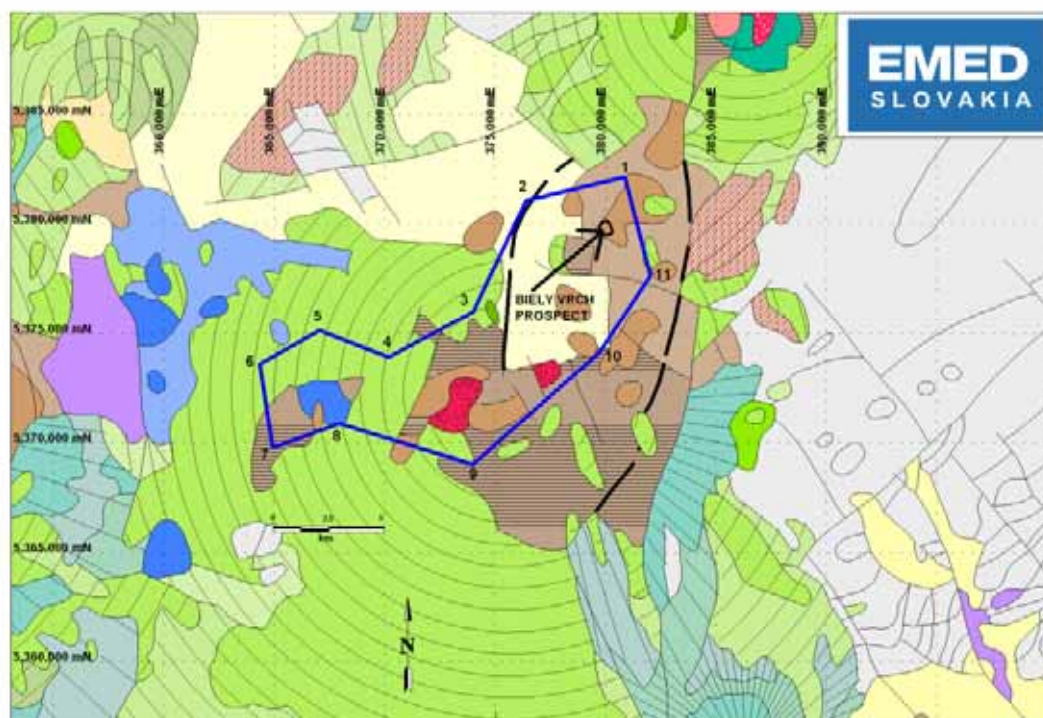 EMED
SLOVAKIA
360,000 mE
365,000 mE
370,000 mE
375,000 mE
380,000 mE
385,000 mE
390,000 mE
5,385,000 mN
5,380,000 mN
5,375,000 mN
5,370,000 mN
5,365,000 mN
5,360,000 mN
1
2
3
4
5
6
7
8
9
10
11
BIELY VRCH
PROSPECT
km
N